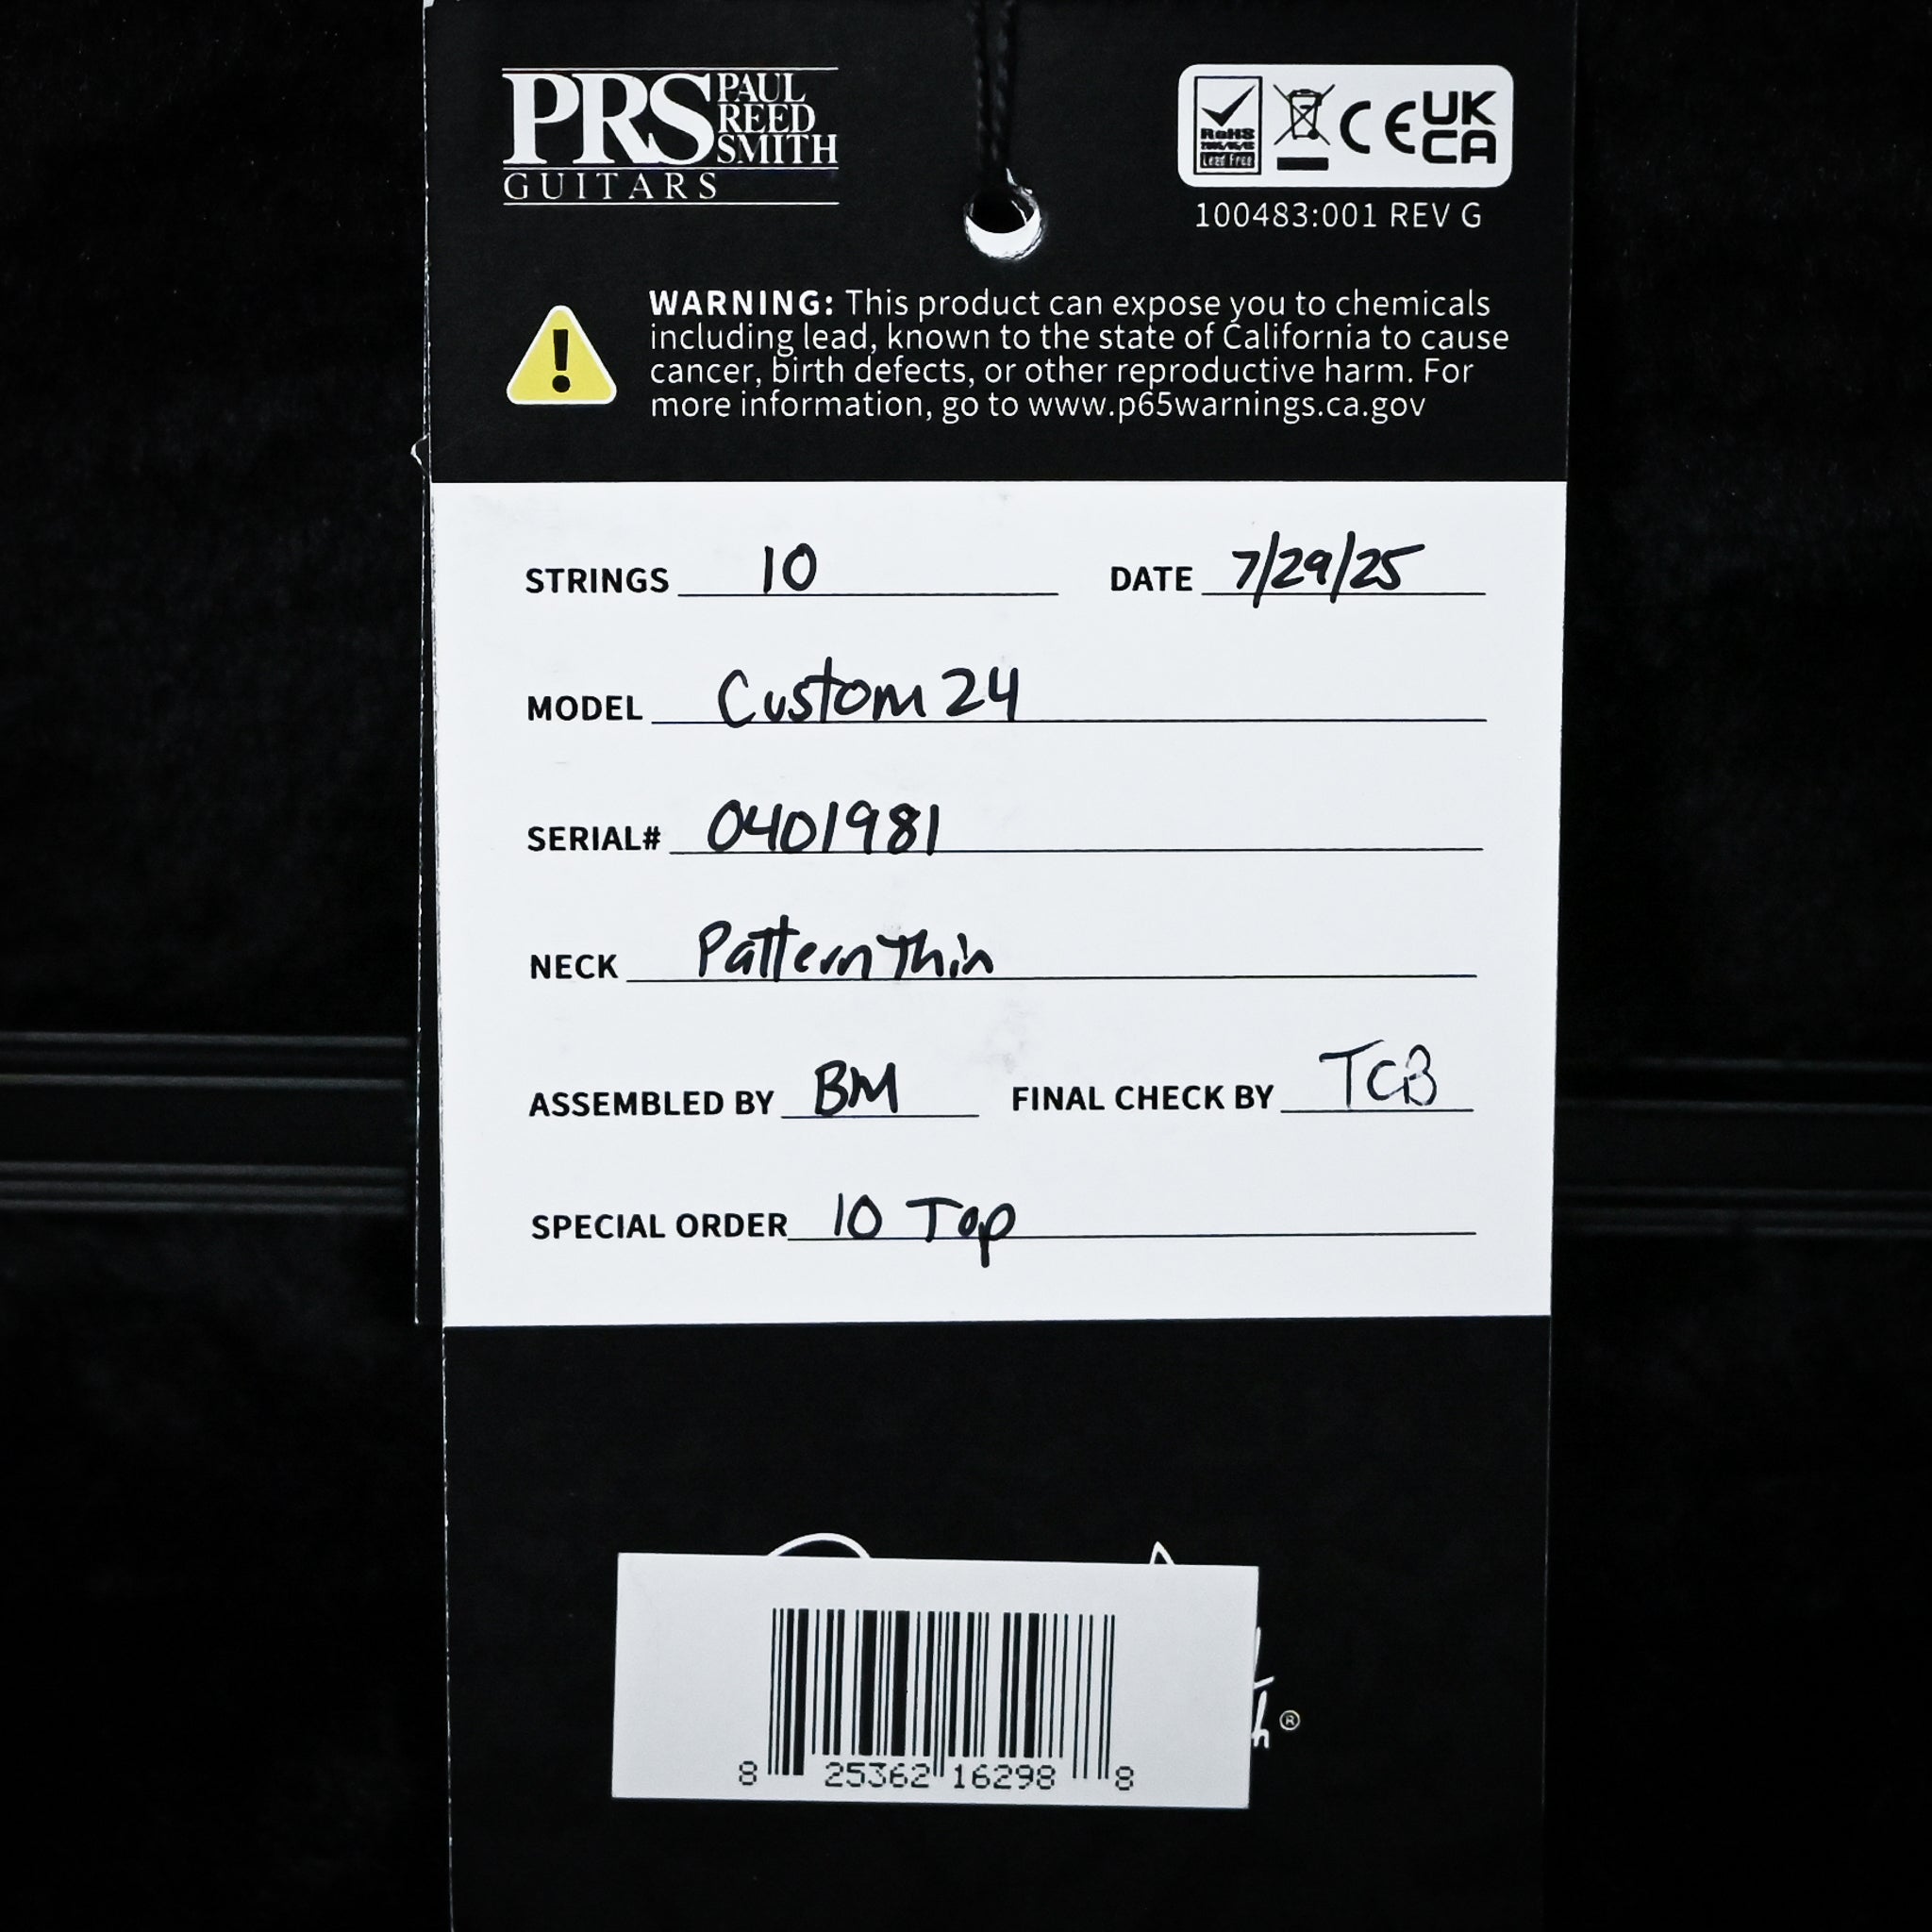 PRS PAUL REED SMITH
GUITARS
RoHS
Lead Free
CE UK CA
100483:001 REV G
WARNING: This product can expose you to chemicals
including lead, known to the state of California to cause
cancer, birth defects, or other reproductive harm. For
more information, go to www.p65warnings.ca.gov
STRINGS 10 DATE 7/29/25
MODEL Custom 24
SERIAL# 0401981
NECK Pattern Thin
ASSEMBLED BY BM FINAL CHECK BY TCB
SPECIAL ORDER 10 Top
8 25362 16298 8
®